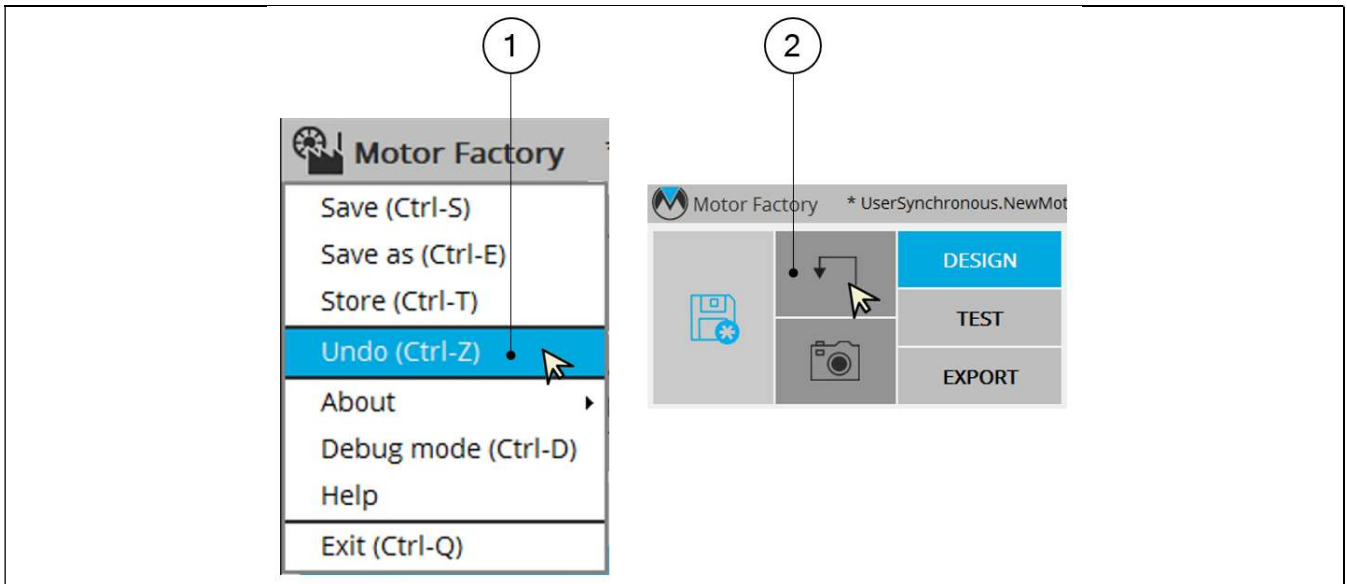 1
2
Motor Factory
Save (Ctrl-S)
Save as (Ctrl-E)
Store (Ctrl-T)
Undo (Ctrl-Z)
About
Debug mode (Ctrl-D)
Help
Exit (Ctrl-Q)
Motor Factory * UserSynchronous.NewMot
DESIGN
TEST
EXPORT